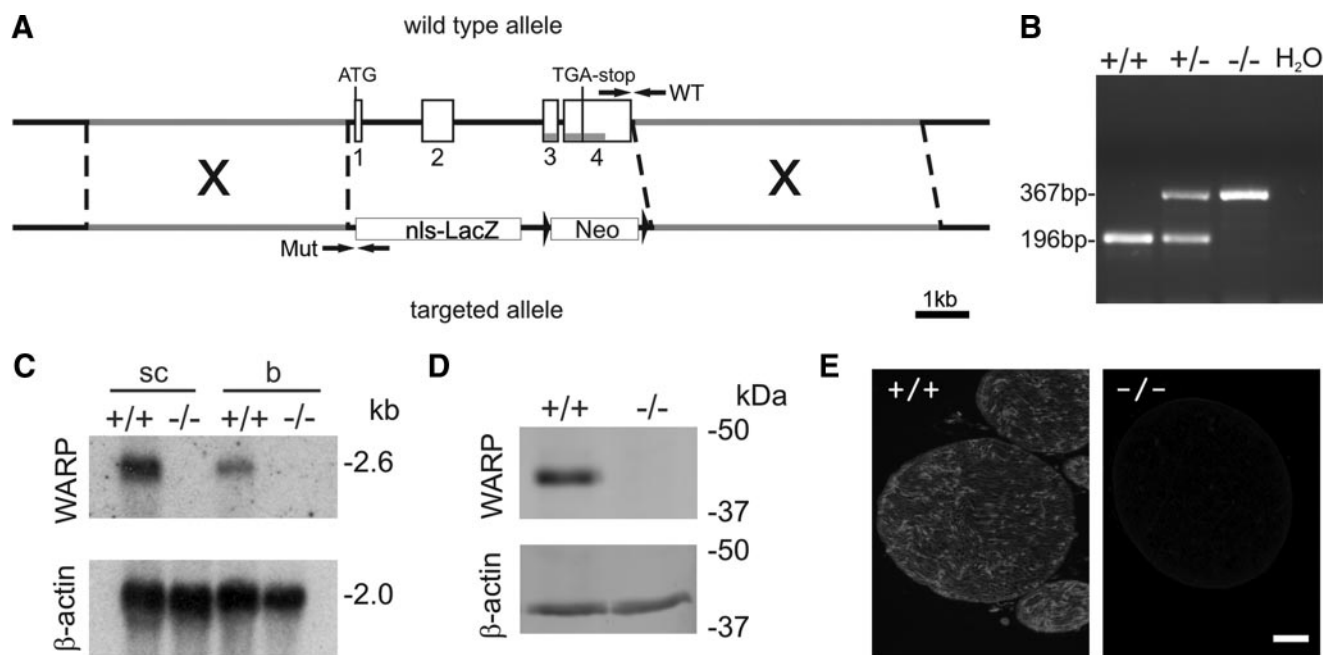 A
wild type allele
ATG
TGA-stop
WT
1 2 3 4
X X
nls-LacZ Neo
Mut
targeted allele
1kb
B
+/+ +/- -/- H₂O
367bp-
196bp-
C
sc b
+/+ -/- +/+ -/- kb
WARP
-2.6
β-actin
-2.0
D
+/+ -/- kDa
WARP
-50
-37
β-actin
-50
-37
E
+/+
-/-